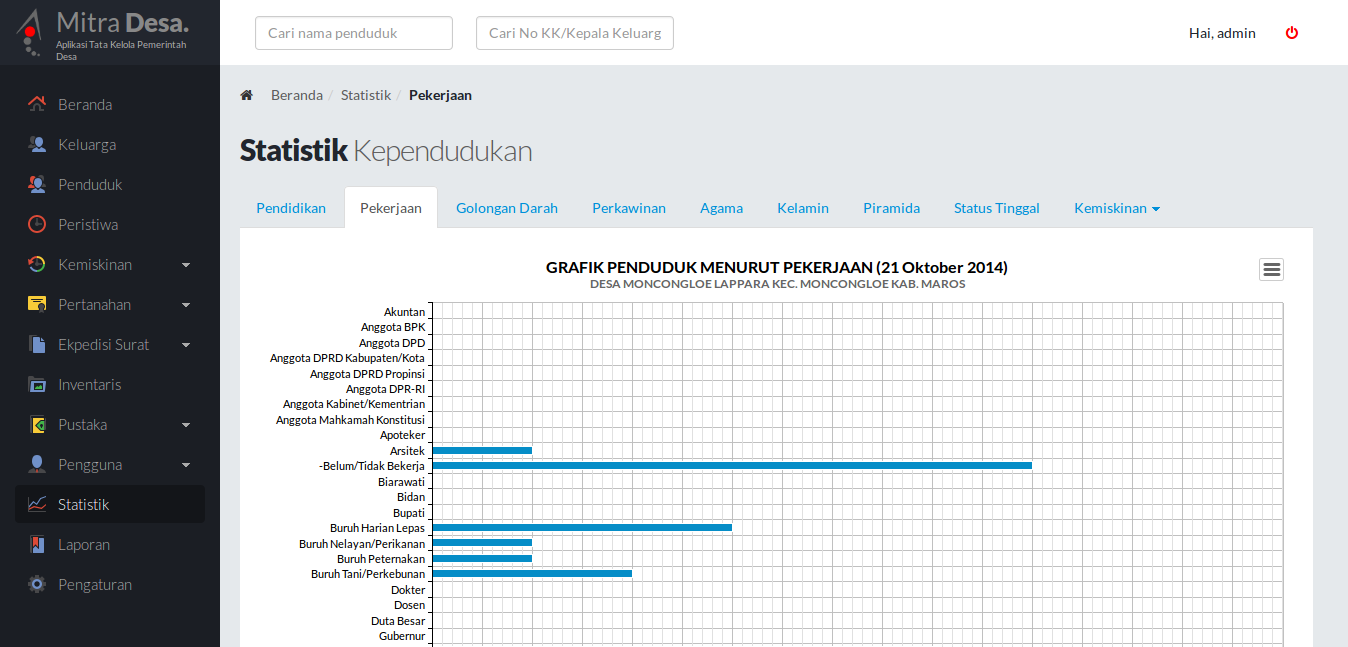 Mitra Desa.
Aplikasi Tata Kelola Pemerintah
Desa
Cari nama penduduk
Cari No KK/Kepala Keluarg
Hai, admin
Beranda
Keluarga
Penduduk
Peristiwa
Kemiskinan
Pertanahan
Ekpedisi Surat
Inventaris
Pustaka
Pengguna
Statistik
Laporan
Pengaturan
Beranda / Statistik / Pekerjaan
Statistik Kependudukan
Pendidikan
Pekerjaan
Golongan Darah
Perkawinan
Agama
Kelamin
Piramida
Status Tinggal
Kemiskinan
GRAFIK PENDUDUK MENURUT PEKERJAAN (21 Oktober 2014)
DESA MONCONGLOE LAPPARA KEC. MONCONGLOE KAB. MAROS
Akuntan
Anggota BPK
Anggota DPD
Anggota DPRD Kabupaten/Kota
Anggota DPRD Propinsi
Anggota DPR-RI
Anggota Kabinet/Kementrian
Anggota Mahkamah Konstitusi
Apoteker
Arsitek
-Belum/Tidak Bekerja
Biarawati
Bidan
Bupati
Buruh Harian Lepas
Buruh Nelayan/Perikanan
Buruh Peternakan
Buruh Tani/Perkebunan
Dokter
Dosen
Duta Besar
Gubernur